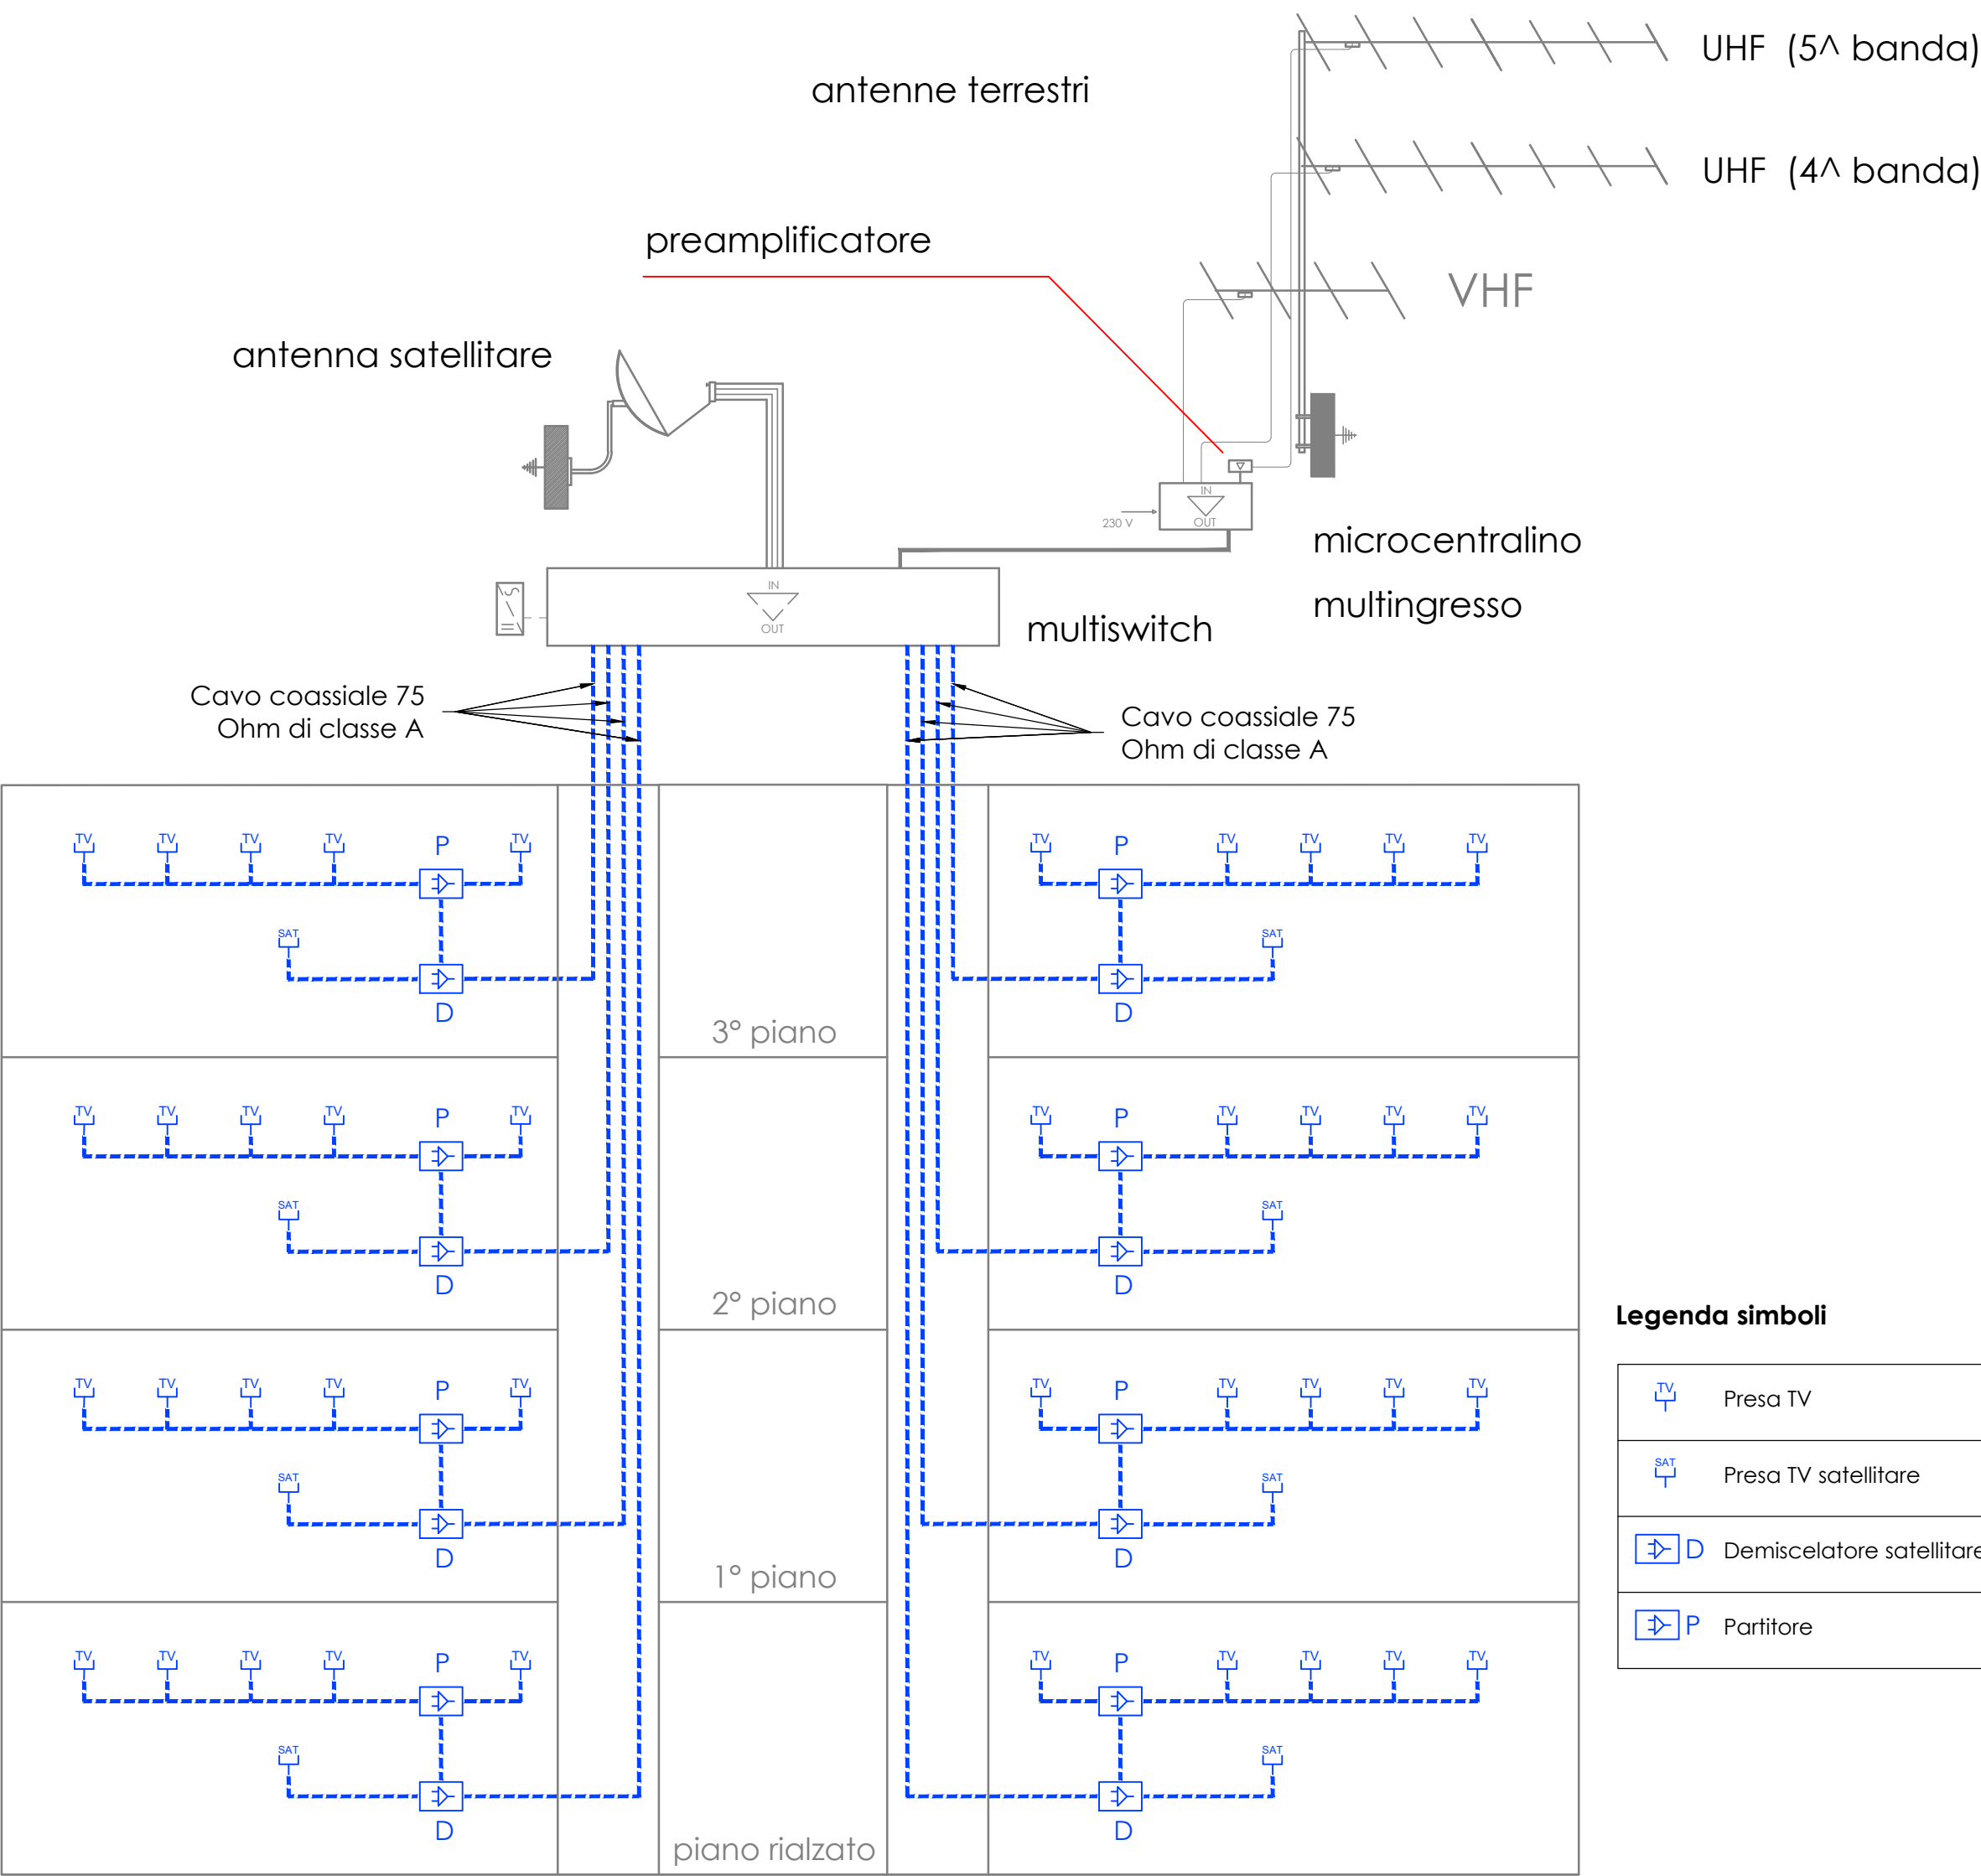 UHF  (5^ banda)
antenne terrestri
UHF  (4^ banda)
preamplificatore
VHF
antenna satellitare
IN
OUT
230 V
microcentralino
multingresso
IN
OUT
multiswitch
Cavo coassiale 75
Ohm di classe A
Cavo coassiale 75
Ohm di classe A
TV TV TV TV P TV
SAT
D
TV P TV TV TV TV
SAT
D
3° piano
TV TV TV TV P TV
SAT
D
TV P TV TV TV TV
SAT
D
2° piano
TV TV TV TV P TV
SAT
D
TV P TV TV TV TV
SAT
D
1° piano
TV TV TV TV P TV
SAT
D
TV P TV TV TV TV
SAT
D
piano rialzato
Legenda simboli
TV Presa TV
SAT Presa TV satellitare
D Demiscelatore satellitare
P Partitore